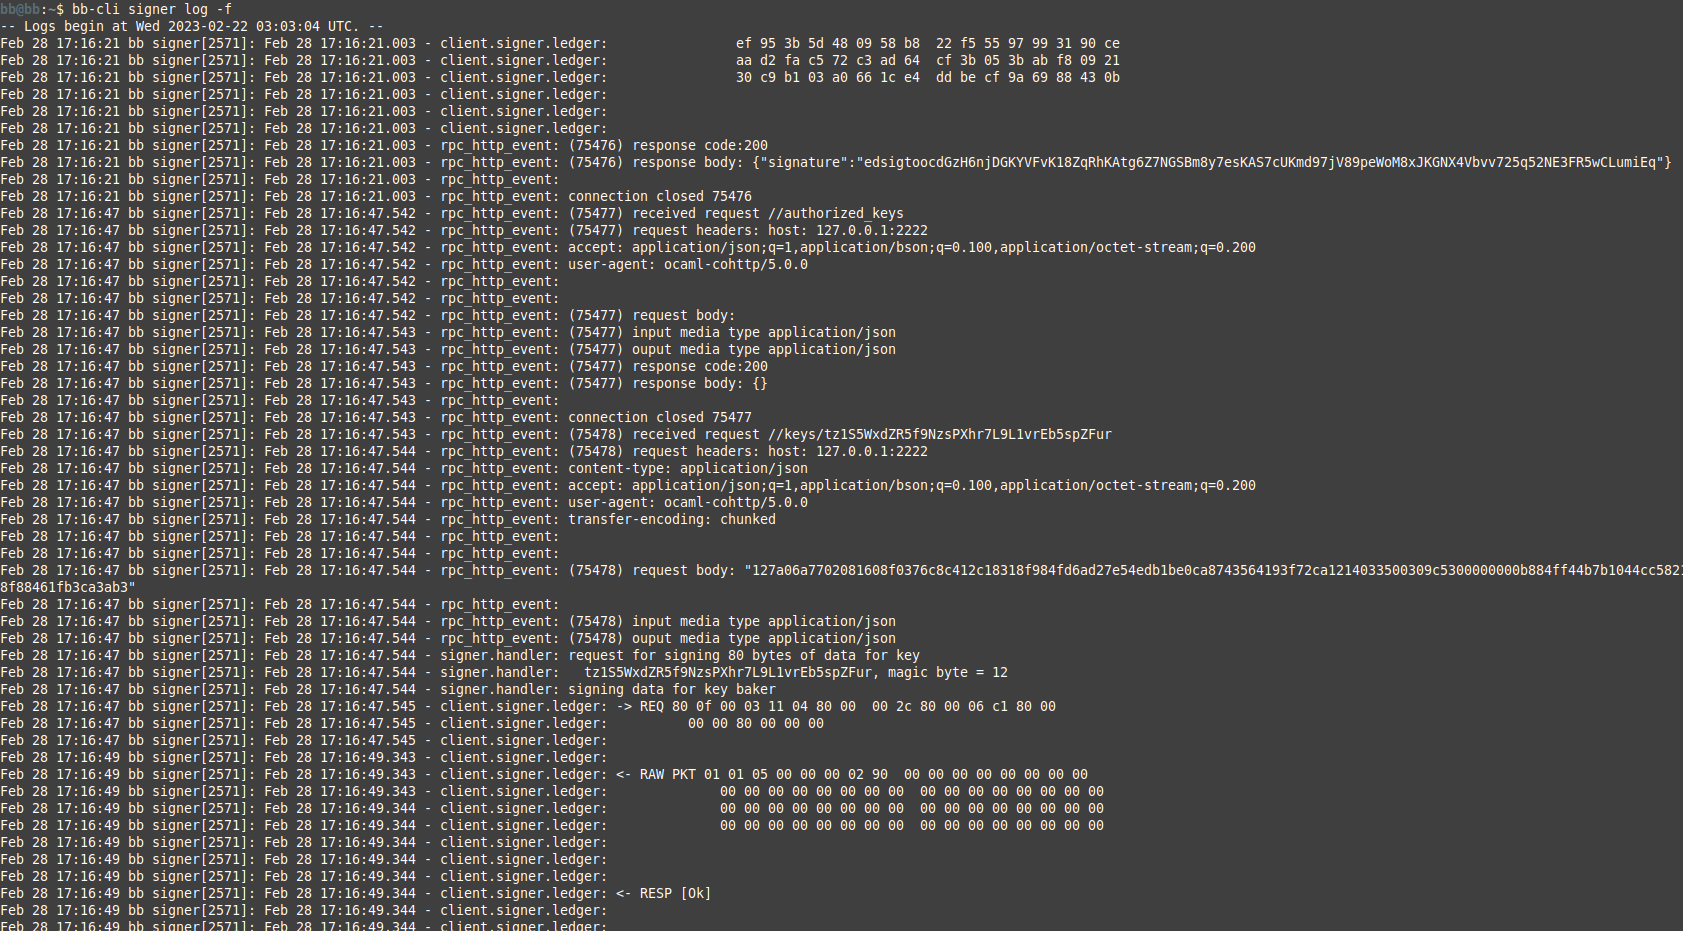 bb@bb:~$ bb-cli signer log -f
-- Logs begin at Wed 2023-02-22 03:03:04 UTC. --
Feb 28 17:16:21 bb signer[2571]: Feb 28 17:16:21.003 - client.signer.ledger:                ef 95 3b 5d 48 09 58 b8  22 f5 55 97 99 31 90 ce
Feb 28 17:16:21 bb signer[2571]: Feb 28 17:16:21.003 - client.signer.ledger:                aa d2 fa c5 72 c3 ad 64  cf 3b 05 3b ab f8 09 21
Feb 28 17:16:21 bb signer[2571]: Feb 28 17:16:21.003 - client.signer.ledger:                30 c9 b1 03 a0 66 1c e4  dd be cf 9a 69 88 43 0b
Feb 28 17:16:21 bb signer[2571]: Feb 28 17:16:21.003 - client.signer.ledger:
Feb 28 17:16:21 bb signer[2571]: Feb 28 17:16:21.003 - client.signer.ledger:
Feb 28 17:16:21 bb signer[2571]: Feb 28 17:16:21.003 - client.signer.ledger:
Feb 28 17:16:21 bb signer[2571]: Feb 28 17:16:21.003 - rpc_http_event: (75476) response code:200
Feb 28 17:16:21 bb signer[2571]: Feb 28 17:16:21.003 - rpc_http_event: (75476) response body: {"signature":"edsigtoocdGzH6njDGKYVFvK18ZqRhKAtg6Z7NGSBm8y7esKAS7cUKmd97jV89peWoM8xJKGNX4Vbvv725q52NE3FR5wCLumiEq"}
Feb 28 17:16:21 bb signer[2571]: Feb 28 17:16:21.003 - rpc_http_event:
Feb 28 17:16:21 bb signer[2571]: Feb 28 17:16:21.003 - rpc_http_event: connection closed 75476
Feb 28 17:16:47 bb signer[2571]: Feb 28 17:16:47.542 - rpc_http_event: (75477) received request //authorized_keys
Feb 28 17:16:47 bb signer[2571]: Feb 28 17:16:47.542 - rpc_http_event: (75477) request headers: host: 127.0.0.1:2222
Feb 28 17:16:47 bb signer[2571]: Feb 28 17:16:47.542 - rpc_http_event: accept: application/json;q=1,application/bson;q=0.100,application/octet-stream;q=0.200
Feb 28 17:16:47 bb signer[2571]: Feb 28 17:16:47.542 - rpc_http_event: user-agent: ocaml-cohttp/5.0.0
Feb 28 17:16:47 bb signer[2571]: Feb 28 17:16:47.542 - rpc_http_event:
Feb 28 17:16:47 bb signer[2571]: Feb 28 17:16:47.542 - rpc_http_event:
Feb 28 17:16:47 bb signer[2571]: Feb 28 17:16:47.542 - rpc_http_event: (75477) request body:
Feb 28 17:16:47 bb signer[2571]: Feb 28 17:16:47.543 - rpc_http_event: (75477) input media type application/json
Feb 28 17:16:47 bb signer[2571]: Feb 28 17:16:47.543 - rpc_http_event: (75477) ouput media type application/json
Feb 28 17:16:47 bb signer[2571]: Feb 28 17:16:47.543 - rpc_http_event: (75477) response code:200
Feb 28 17:16:47 bb signer[2571]: Feb 28 17:16:47.543 - rpc_http_event: (75477) response body: {}
Feb 28 17:16:47 bb signer[2571]: Feb 28 17:16:47.543 - rpc_http_event:
Feb 28 17:16:47 bb signer[2571]: Feb 28 17:16:47.543 - rpc_http_event: connection closed 75477
Feb 28 17:16:47 bb signer[2571]: Feb 28 17:16:47.543 - rpc_http_event: (75478) received request //keys/tz1S5WxdZR5f9NzsPXhr7L9L1vrEb5spZFur
Feb 28 17:16:47 bb signer[2571]: Feb 28 17:16:47.544 - rpc_http_event: (75478) request headers: host: 127.0.0.1:2222
Feb 28 17:16:47 bb signer[2571]: Feb 28 17:16:47.544 - rpc_http_event: content-type: application/json
Feb 28 17:16:47 bb signer[2571]: Feb 28 17:16:47.544 - rpc_http_event: accept: application/json;q=1,application/bson;q=0.100,application/octet-stream;q=0.200
Feb 28 17:16:47 bb signer[2571]: Feb 28 17:16:47.544 - rpc_http_event: user-agent: ocaml-cohttp/5.0.0
Feb 28 17:16:47 bb signer[2571]: Feb 28 17:16:47.544 - rpc_http_event: transfer-encoding: chunked
Feb 28 17:16:47 bb signer[2571]: Feb 28 17:16:47.544 - rpc_http_event:
Feb 28 17:16:47 bb signer[2571]: Feb 28 17:16:47.544 - rpc_http_event:
Feb 28 17:16:47 bb signer[2571]: Feb 28 17:16:47.544 - rpc_http_event: (75478) request body: "127a06a7702081608f0376c8c412c18318f984fd6ad27e54edb1be0ca8743564193f72ca1214033500309c5300000000b884ff44b7b1044cc5821
8f88461fb3ca3ab3"
Feb 28 17:16:47 bb signer[2571]: Feb 28 17:16:47.544 - rpc_http_event:
Feb 28 17:16:47 bb signer[2571]: Feb 28 17:16:47.544 - rpc_http_event: (75478) input media type application/json
Feb 28 17:16:47 bb signer[2571]: Feb 28 17:16:47.544 - rpc_http_event: (75478) ouput media type application/json
Feb 28 17:16:47 bb signer[2571]: Feb 28 17:16:47.544 - signer.handler: request for signing 80 bytes of data for key
Feb 28 17:16:47 bb signer[2571]: Feb 28 17:16:47.544 - signer.handler:   tz1S5WxdZR5f9NzsPXhr7L9L1vrEb5spZFur, magic byte = 12
Feb 28 17:16:47 bb signer[2571]: Feb 28 17:16:47.544 - signer.handler: signing data for key baker
Feb 28 17:16:47 bb signer[2571]: Feb 28 17:16:47.545 - client.signer.ledger: -> REQ 80 0f 00 03 11 04 80 00  00 2c 80 00 06 c1 80 00
Feb 28 17:16:47 bb signer[2571]: Feb 28 17:16:47.545 - client.signer.ledger:          00 00 80 00 00 00
Feb 28 17:16:47 bb signer[2571]: Feb 28 17:16:47.545 - client.signer.ledger:
Feb 28 17:16:49 bb signer[2571]: Feb 28 17:16:49.343 - client.signer.ledger:
Feb 28 17:16:49 bb signer[2571]: Feb 28 17:16:49.343 - client.signer.ledger: <- RAW PKT 01 01 05 00 00 00 02 90  00 00 00 00 00 00 00 00
Feb 28 17:16:49 bb signer[2571]: Feb 28 17:16:49.343 - client.signer.ledger:              00 00 00 00 00 00 00 00  00 00 00 00 00 00 00 00
Feb 28 17:16:49 bb signer[2571]: Feb 28 17:16:49.344 - client.signer.ledger:              00 00 00 00 00 00 00 00  00 00 00 00 00 00 00 00
Feb 28 17:16:49 bb signer[2571]: Feb 28 17:16:49.344 - client.signer.ledger:              00 00 00 00 00 00 00 00  00 00 00 00 00 00 00 00
Feb 28 17:16:49 bb signer[2571]: Feb 28 17:16:49.344 - client.signer.ledger:
Feb 28 17:16:49 bb signer[2571]: Feb 28 17:16:49.344 - client.signer.ledger:
Feb 28 17:16:49 bb signer[2571]: Feb 28 17:16:49.344 - client.signer.ledger:
Feb 28 17:16:49 bb signer[2571]: Feb 28 17:16:49.344 - client.signer.ledger: <- RESP [Ok]
Feb 28 17:16:49 bb signer[2571]: Feb 28 17:16:49.344 - client.signer.ledger:
Feb 28 17:16:49 bb signer[2571]: Feb 28 17:16:49.344 - client.signer.ledger: